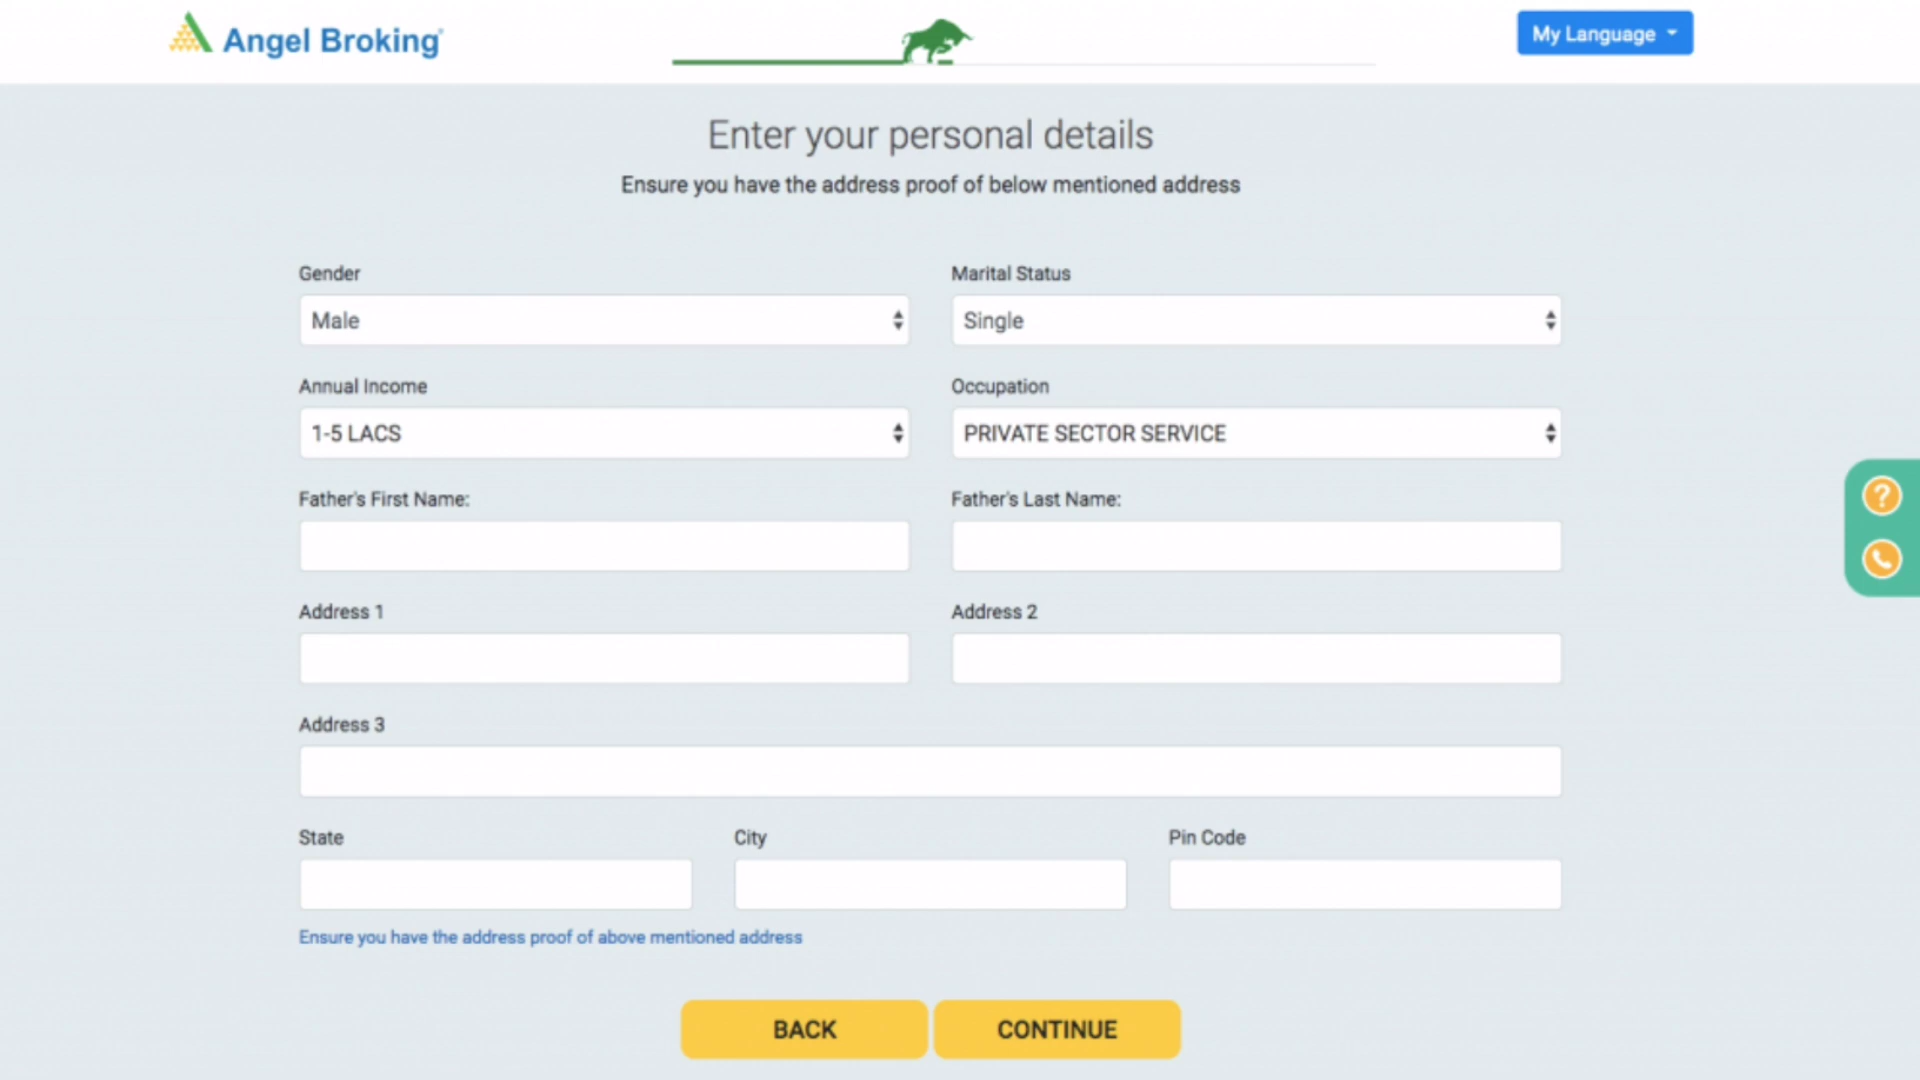 Angel Broking
My Language
Enter your personal details
Ensure you have the address proof of below mentioned address
Gender
Marital Status
Male
Single
Annual Income
Occupation
1-5 LACS
PRIVATE SECTOR SERVICE
Father's First Name:
Father's Last Name:
Address 1
Address 2
Address 3
State
City
Pin Code
Ensure you have the address proof of above mentioned address
BACK
CONTINUE